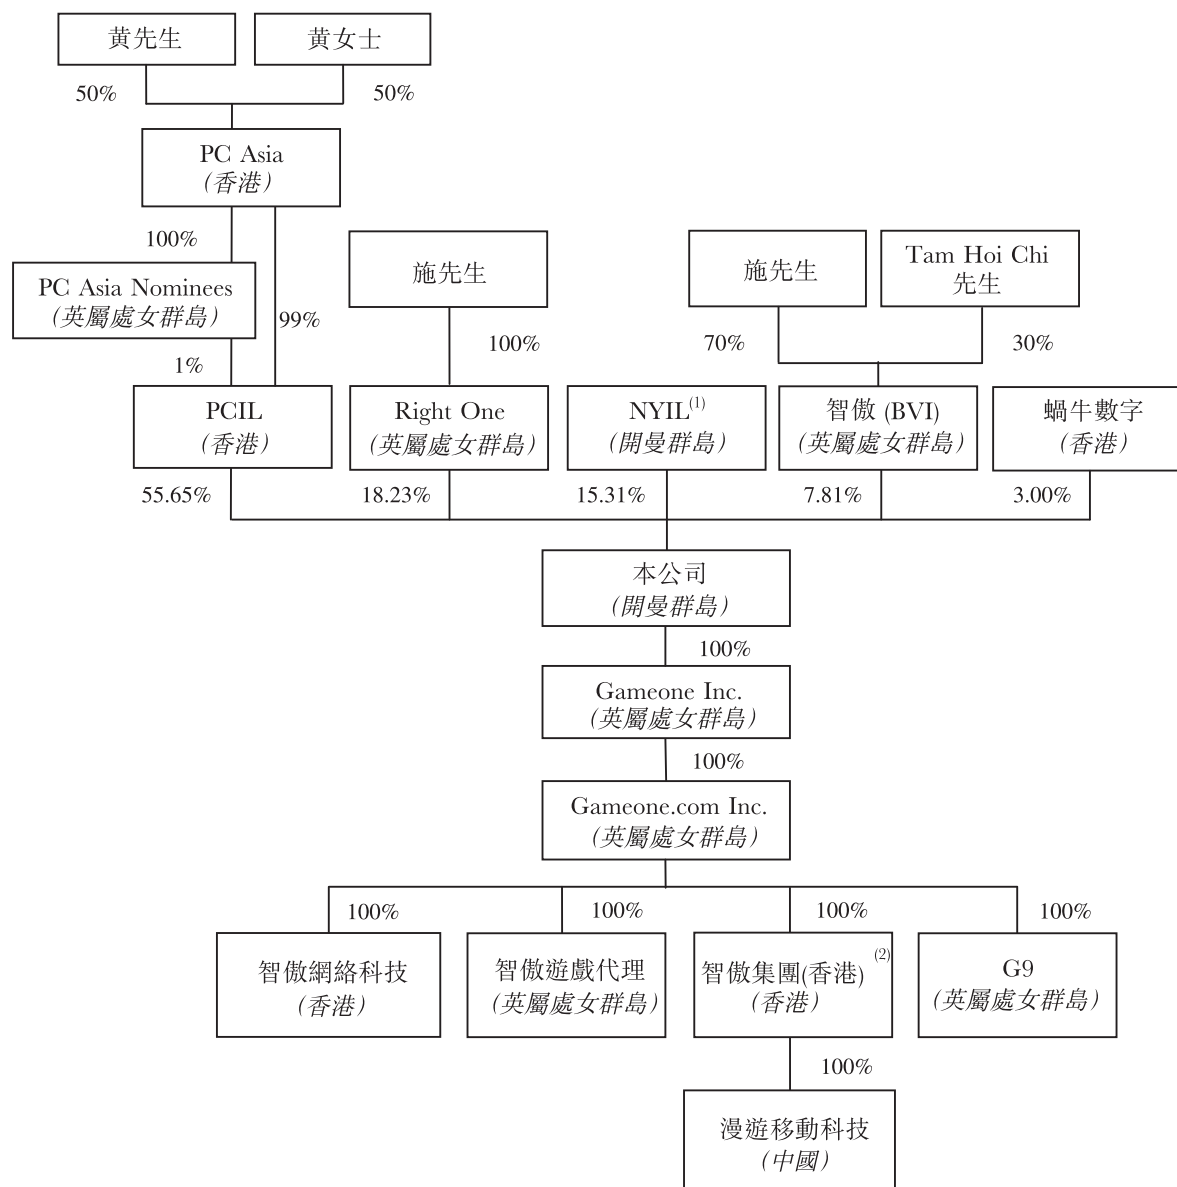 黃先生
黃女士
50%
50%
PC Asia
(香港)
100%
施先生
施先生
Tam Hoi Chi
先生
PC Asia Nominees
(英屬處女群島)
99%
100%
70%
30%
1%
PCIL
(香港)
Right One
(英屬處女群島)
NYIL(1)
(開曼群島)
智傲 (BVI)
(英屬處女群島)
蝸牛數字
(香港)
55.65%
18.23%
15.31%
7.81%
3.00%
本公司
(開曼群島)
100%
Gameone Inc.
(英屬處女群島)
100%
Gameone.com Inc.
(英屬處女群島)
100%
100%
100%
100%
智傲網絡科技
(香港)
智傲遊戲代理
(英屬處女群島)
智傲集團(香港)(2)
(香港)
G9
(英屬處女群島)
100%
漫遊移動科技
(中國)